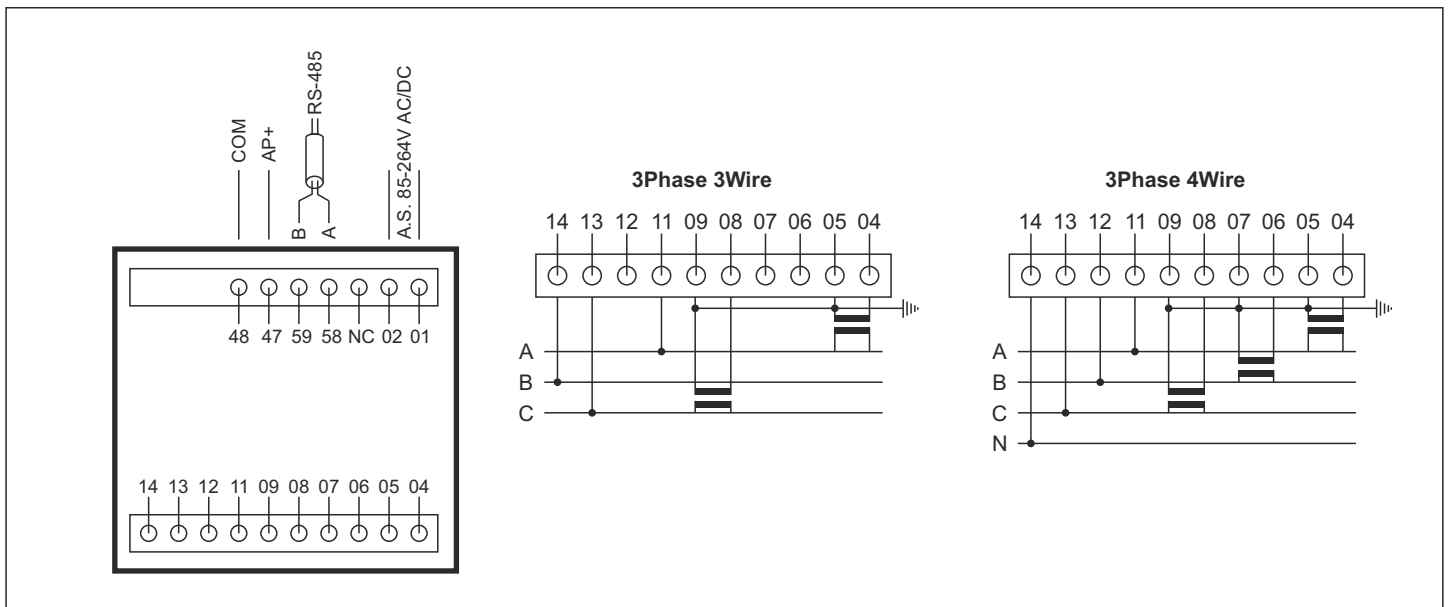 COM
AP+
RS-485
B
A
A.S. 85-264V AC/DC
48 47 59 58 NC 02 01
14 13 12 11 09 08 07 06 05 04
3Phase 3Wire
14 13 12 11 09 08 07 06 05 04
A
B
C
3Phase 4Wire
14 13 12 11 09 08 07 06 05 04
A
B
C
N